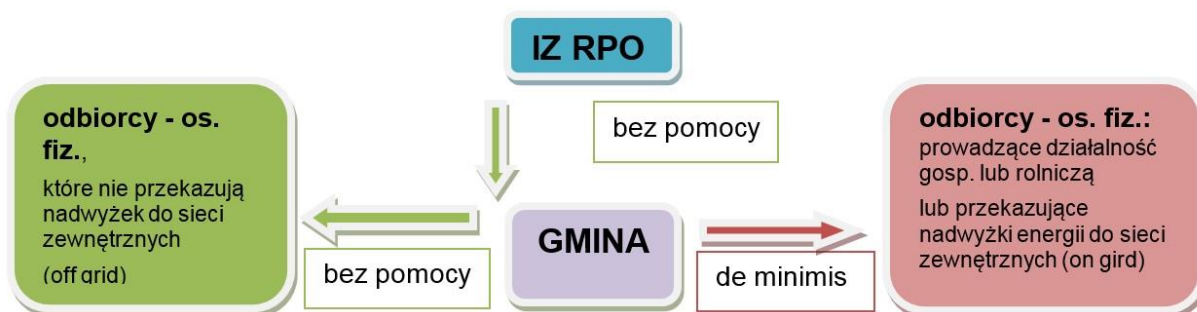 IZ RPO
bez pomocy
odbiorcy - os.
fiz.,
które nie przekazują
nadwyżek do sieci
zewnętrznych
(off grid)
bez pomocy
GMINA
de minimis
odbiorcy - os. fiz.:
prowadzące działalność
gosp. lub rolniczą
lub przekazujące
nadwyżki energii do sieci
zewnętrznych (on gird)